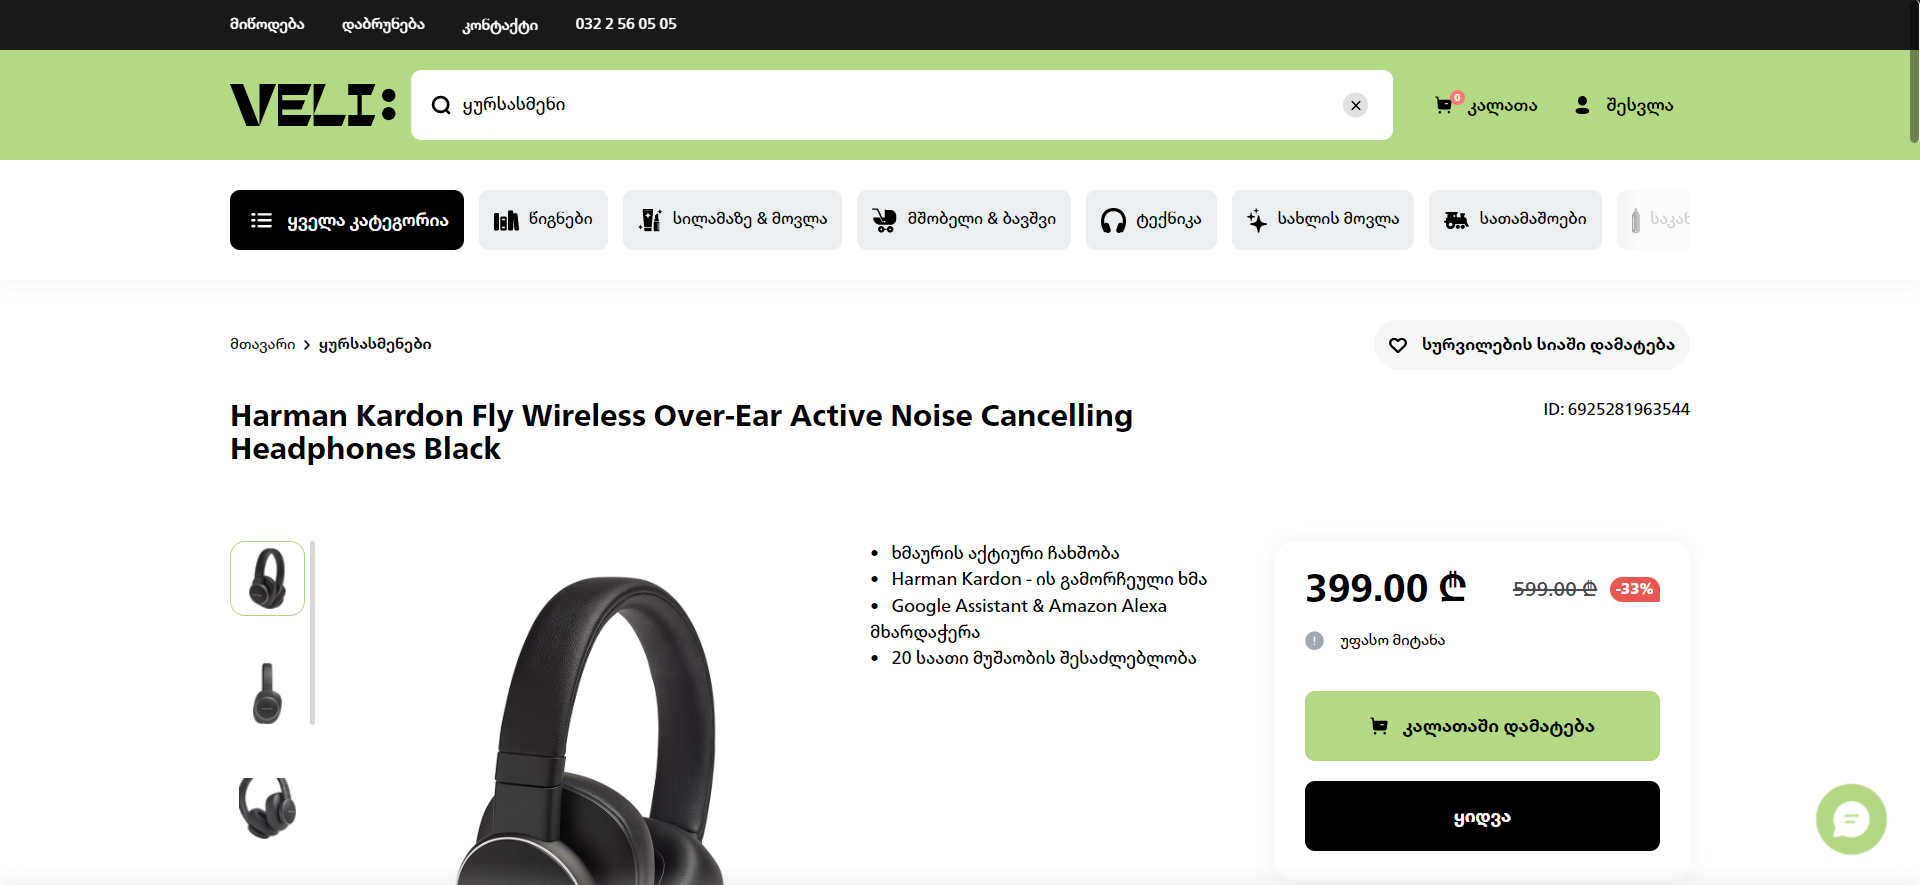 მიწოდება დაბრუნება კონტაქტი 032 2 56 05 05
VELI:
ყურსასმენი
0 კალათა შესვლა
ყველა კატეგორია წიგნები სილამაზე & მოვლა მშობელი & ბავშვი ტექნიკა სახლის მოვლა სათამაშოები საკან
მთავარი ყურსასმენები
სურვილების სიაში დამატება
Harman Kardon Fly Wireless Over-Ear Active Noise Cancelling
Headphones Black
ID: 6925281963544
• ხმაურის აქტიური ჩახშობა
• Harman Kardon - ის გამორჩეული ხმა
• Google Assistant & Amazon Alexa
მხარდაჭერა
• 20 საათი მუშაობის შესაძლებლობა
399.00 ₾ 599.00 ₾ -33%
უფასო მიტანა
კალათაში დამატება
ყიდვა